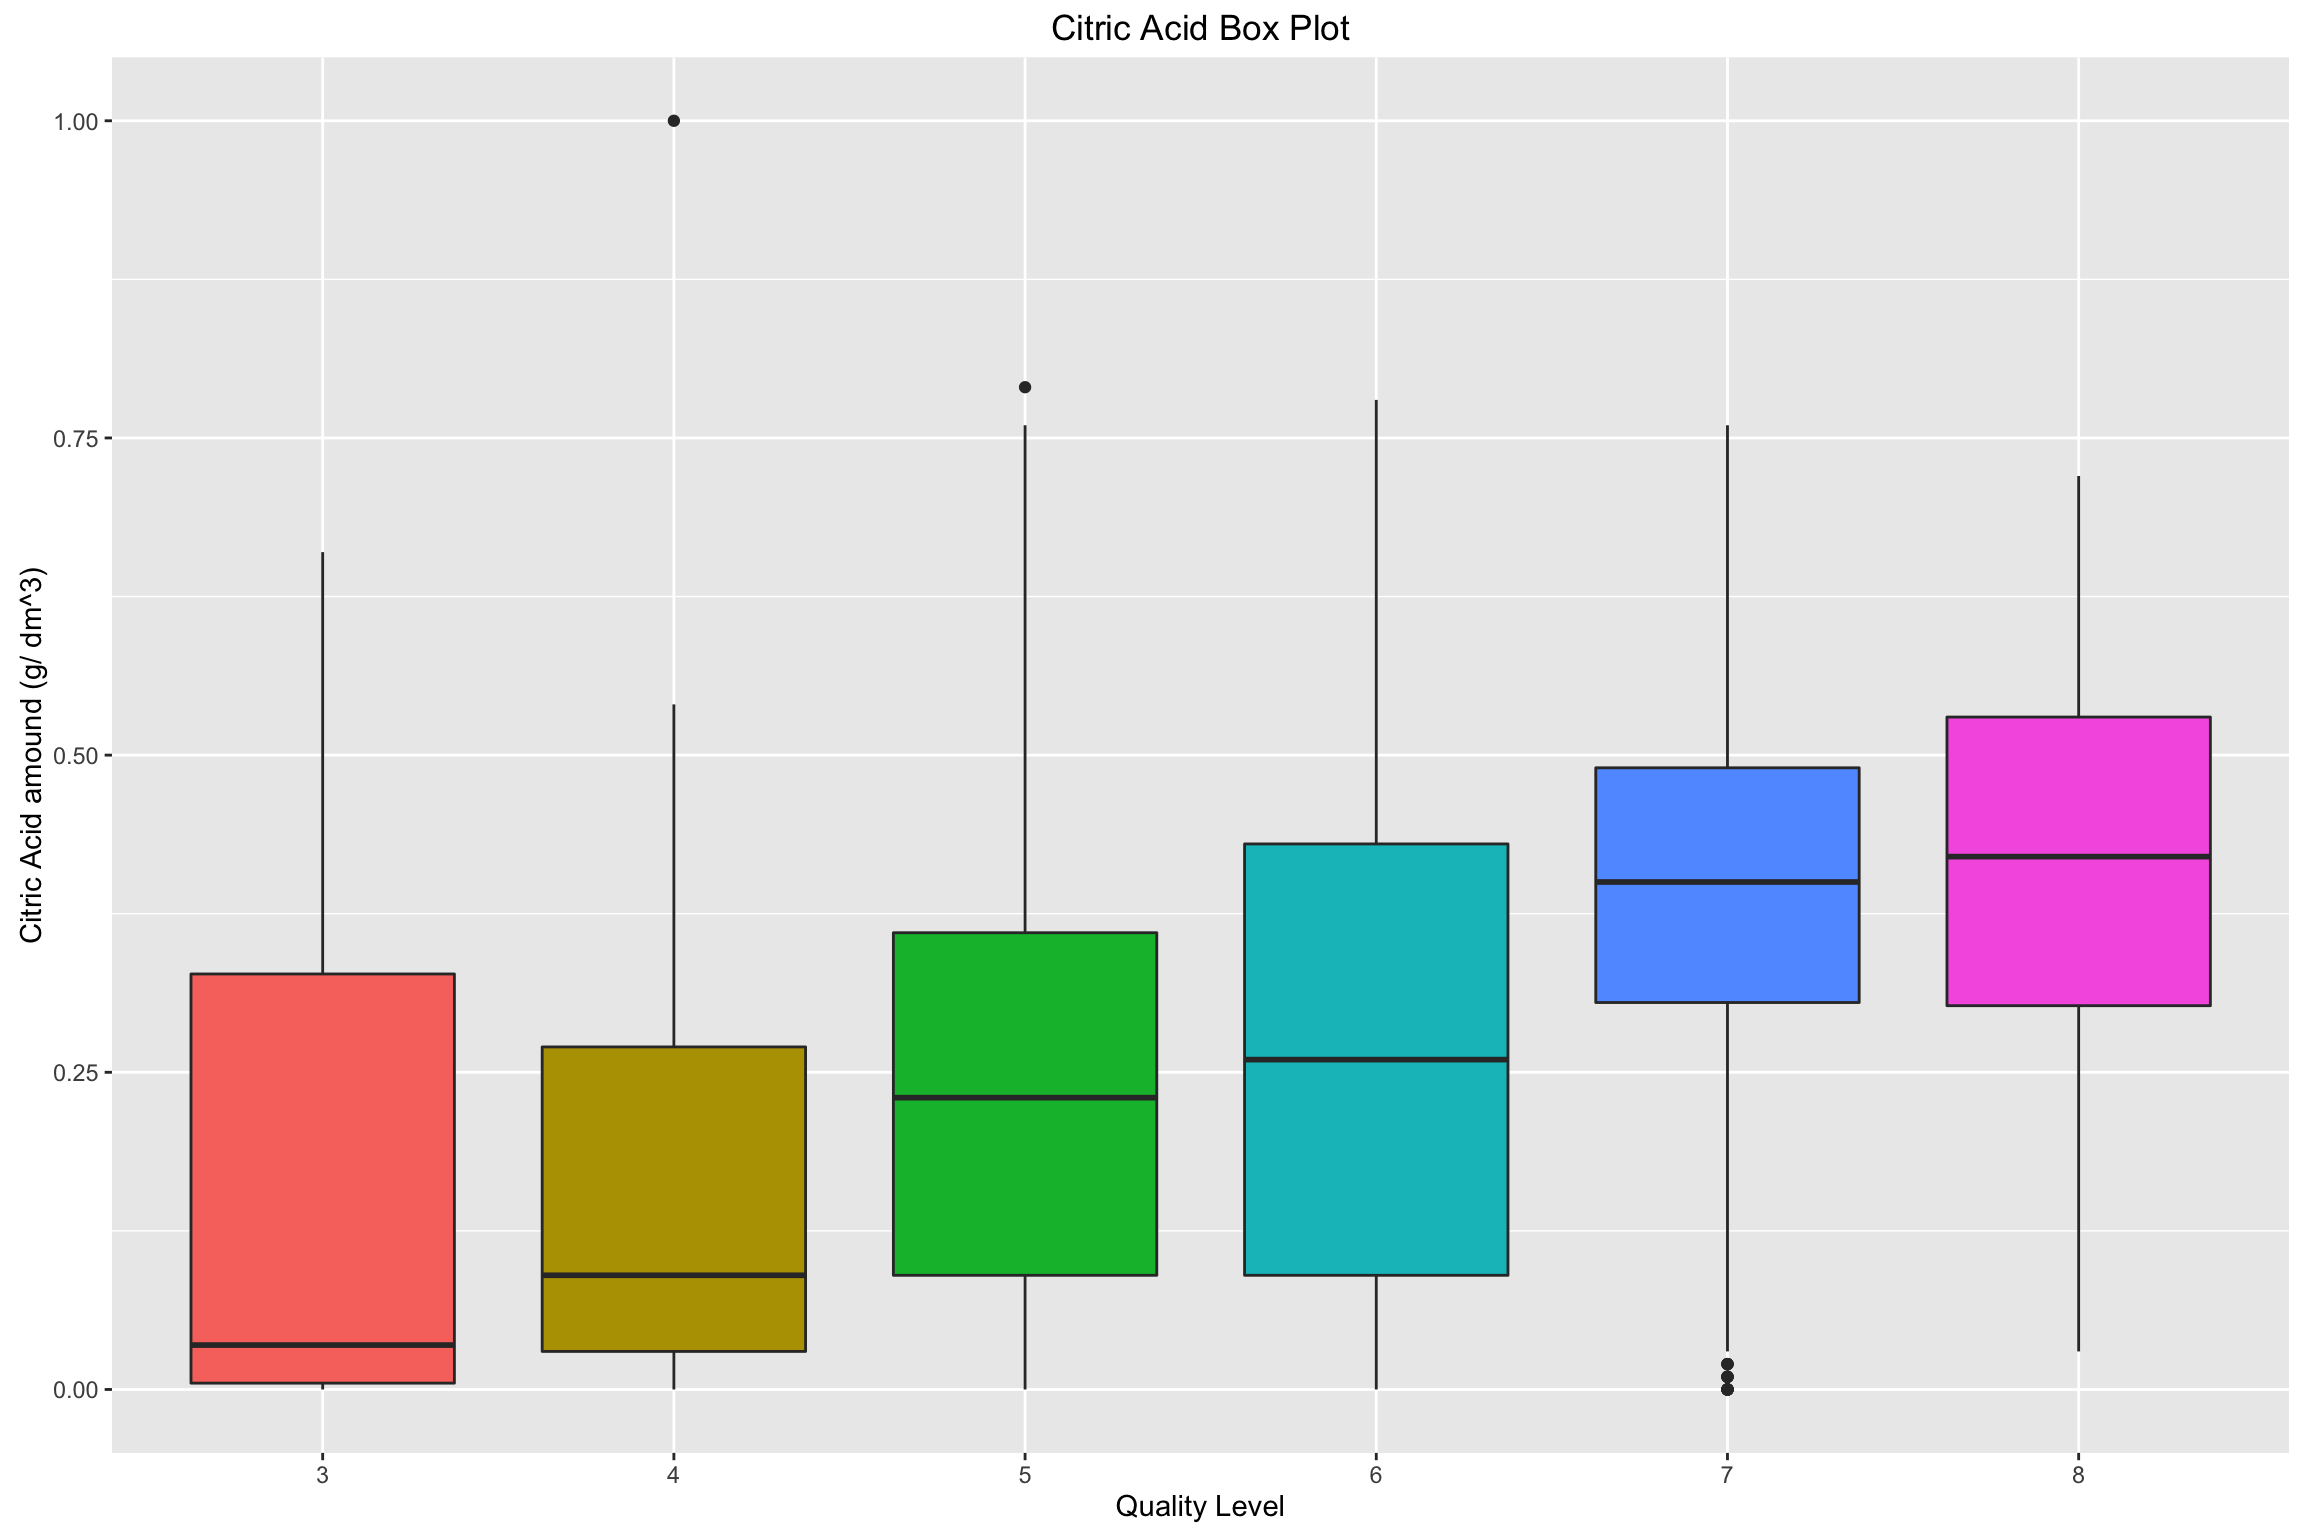 Citric Acid Box Plot
Citric Acid amound (g/ dm^3)
1.00
0.75
0.50
0.25
0.00
3 4 5 6 7 8
Quality Level